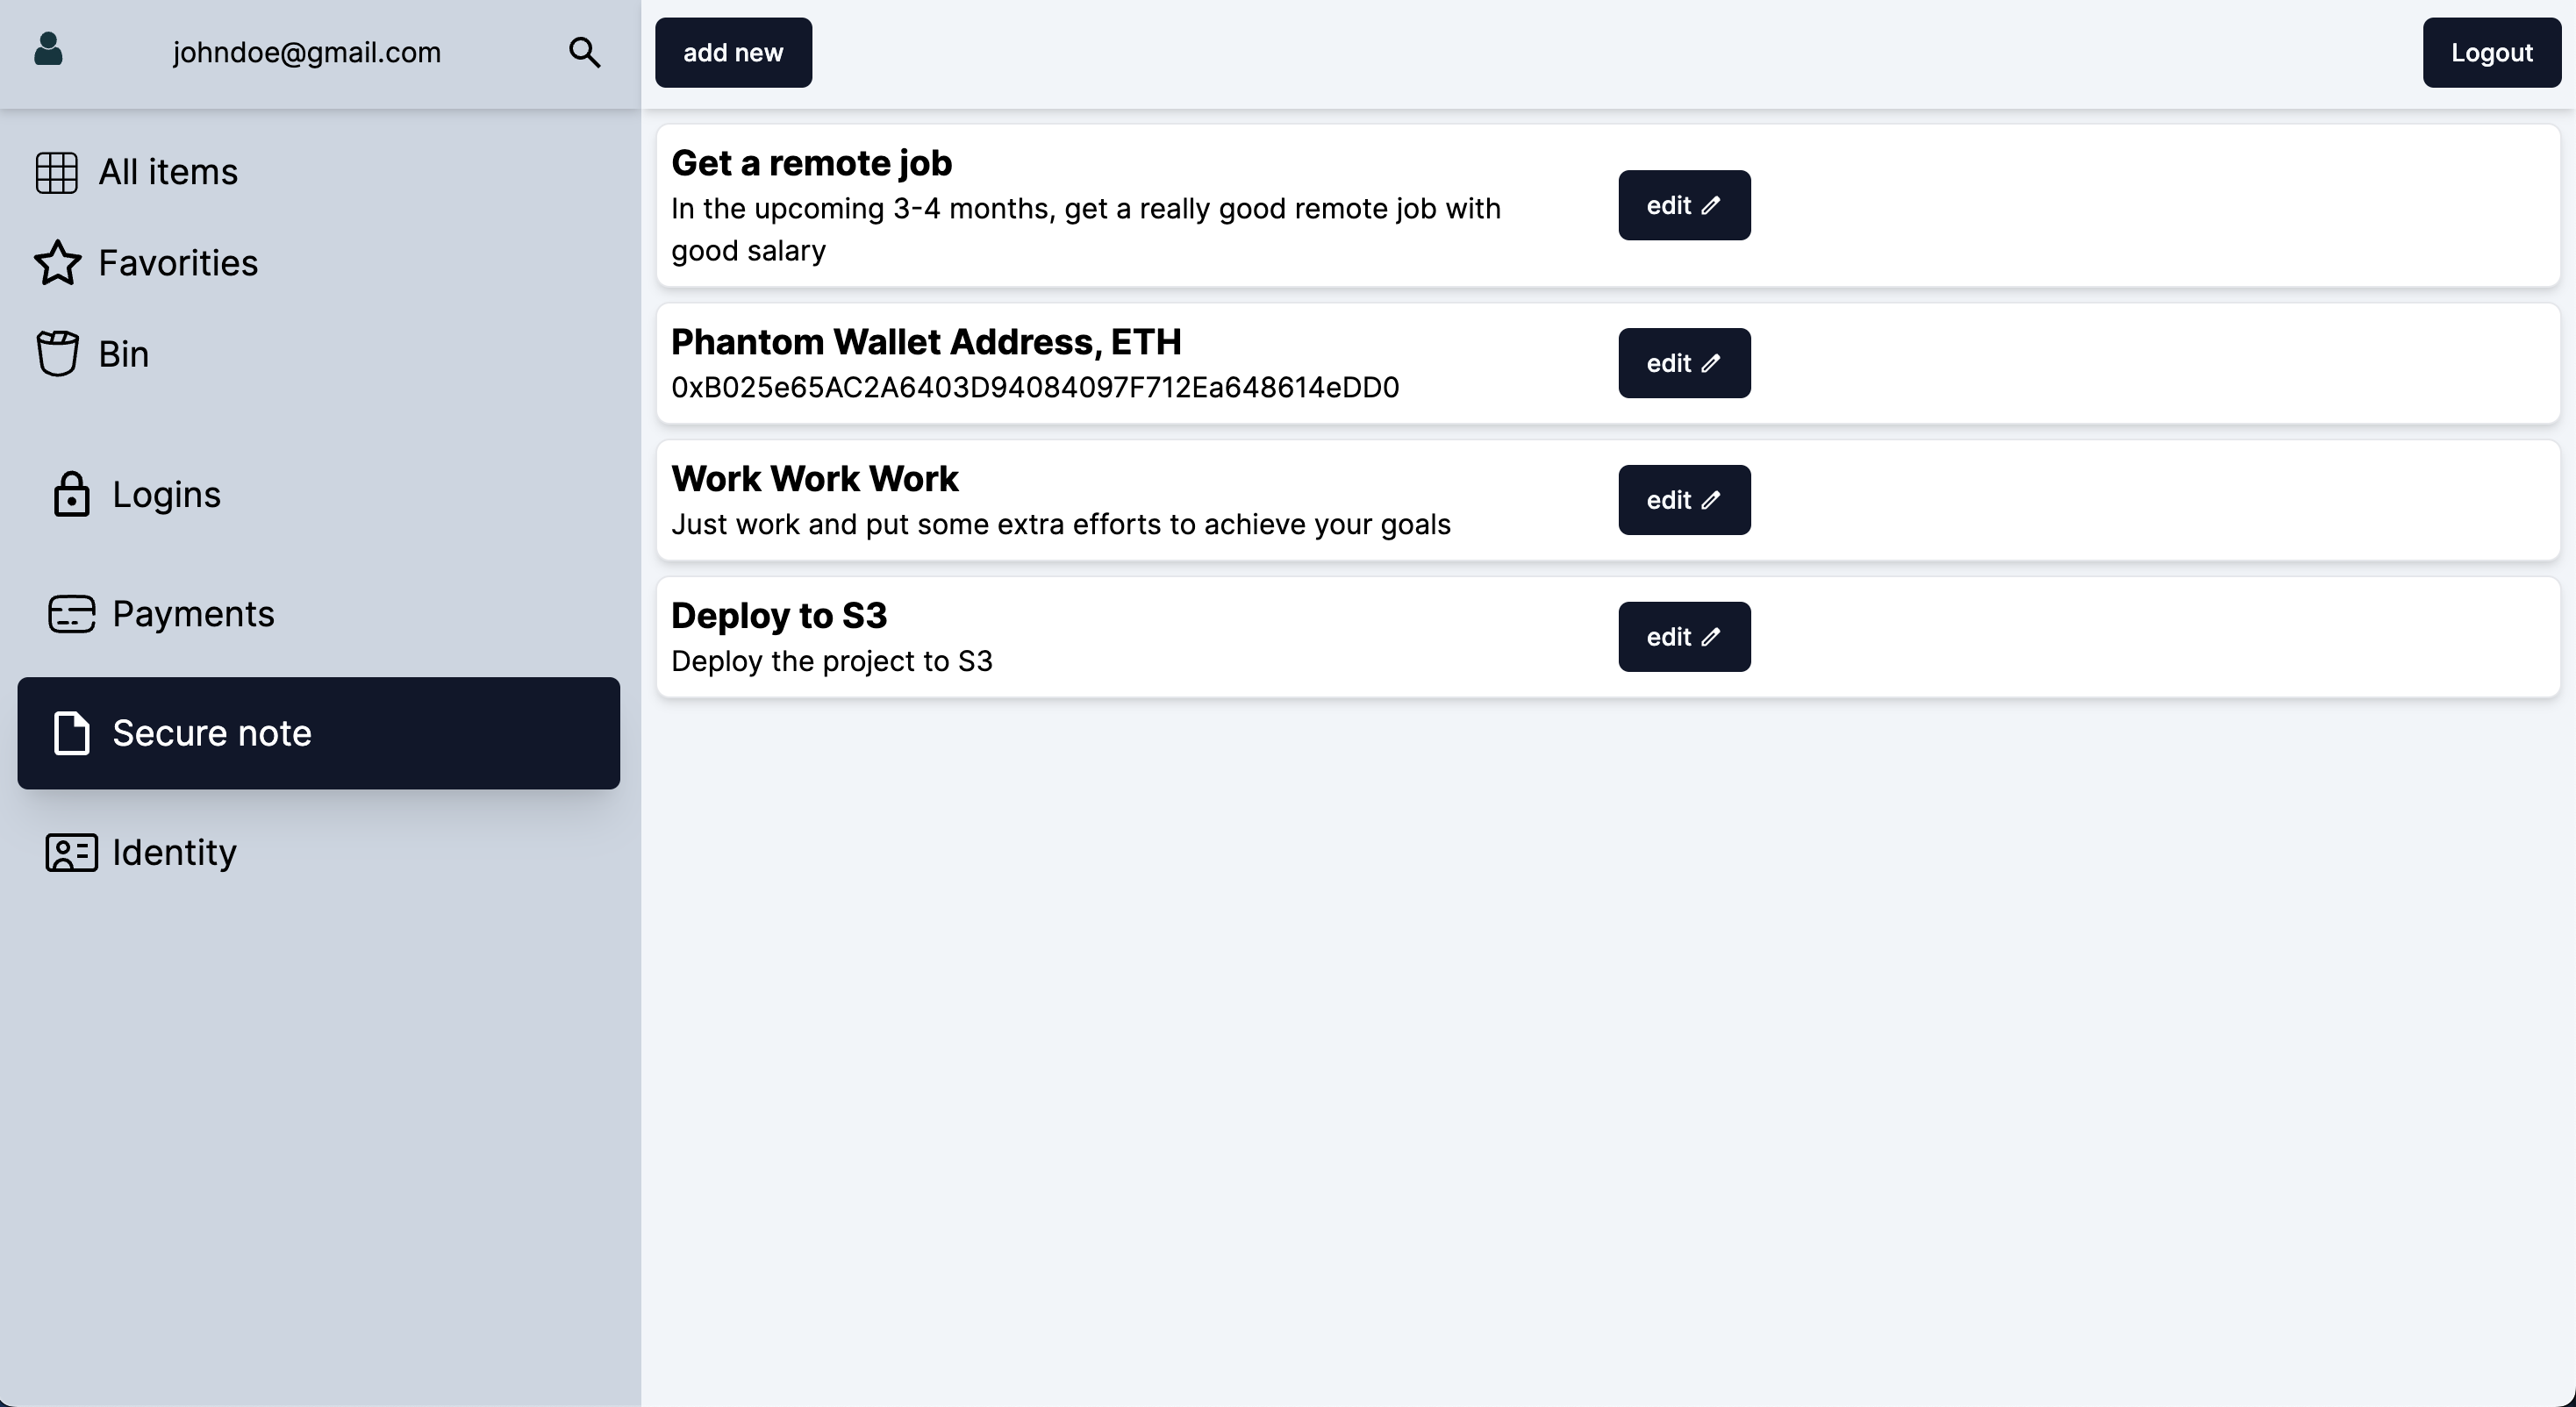 johndoe@gmail.com
add new
Logout
All items
Favorities
Bin
Logins
Payments
Secure note
Identity
Get a remote job
In the upcoming 3-4 months, get a really good remote job with
good salary
edit
Phantom Wallet Address, ETH
0xB025e65AC2A6403D94084097F712Ea648614eDD0
edit
Work Work Work
Just work and put some extra efforts to achieve your goals
edit
Deploy to S3
Deploy the project to S3
edit